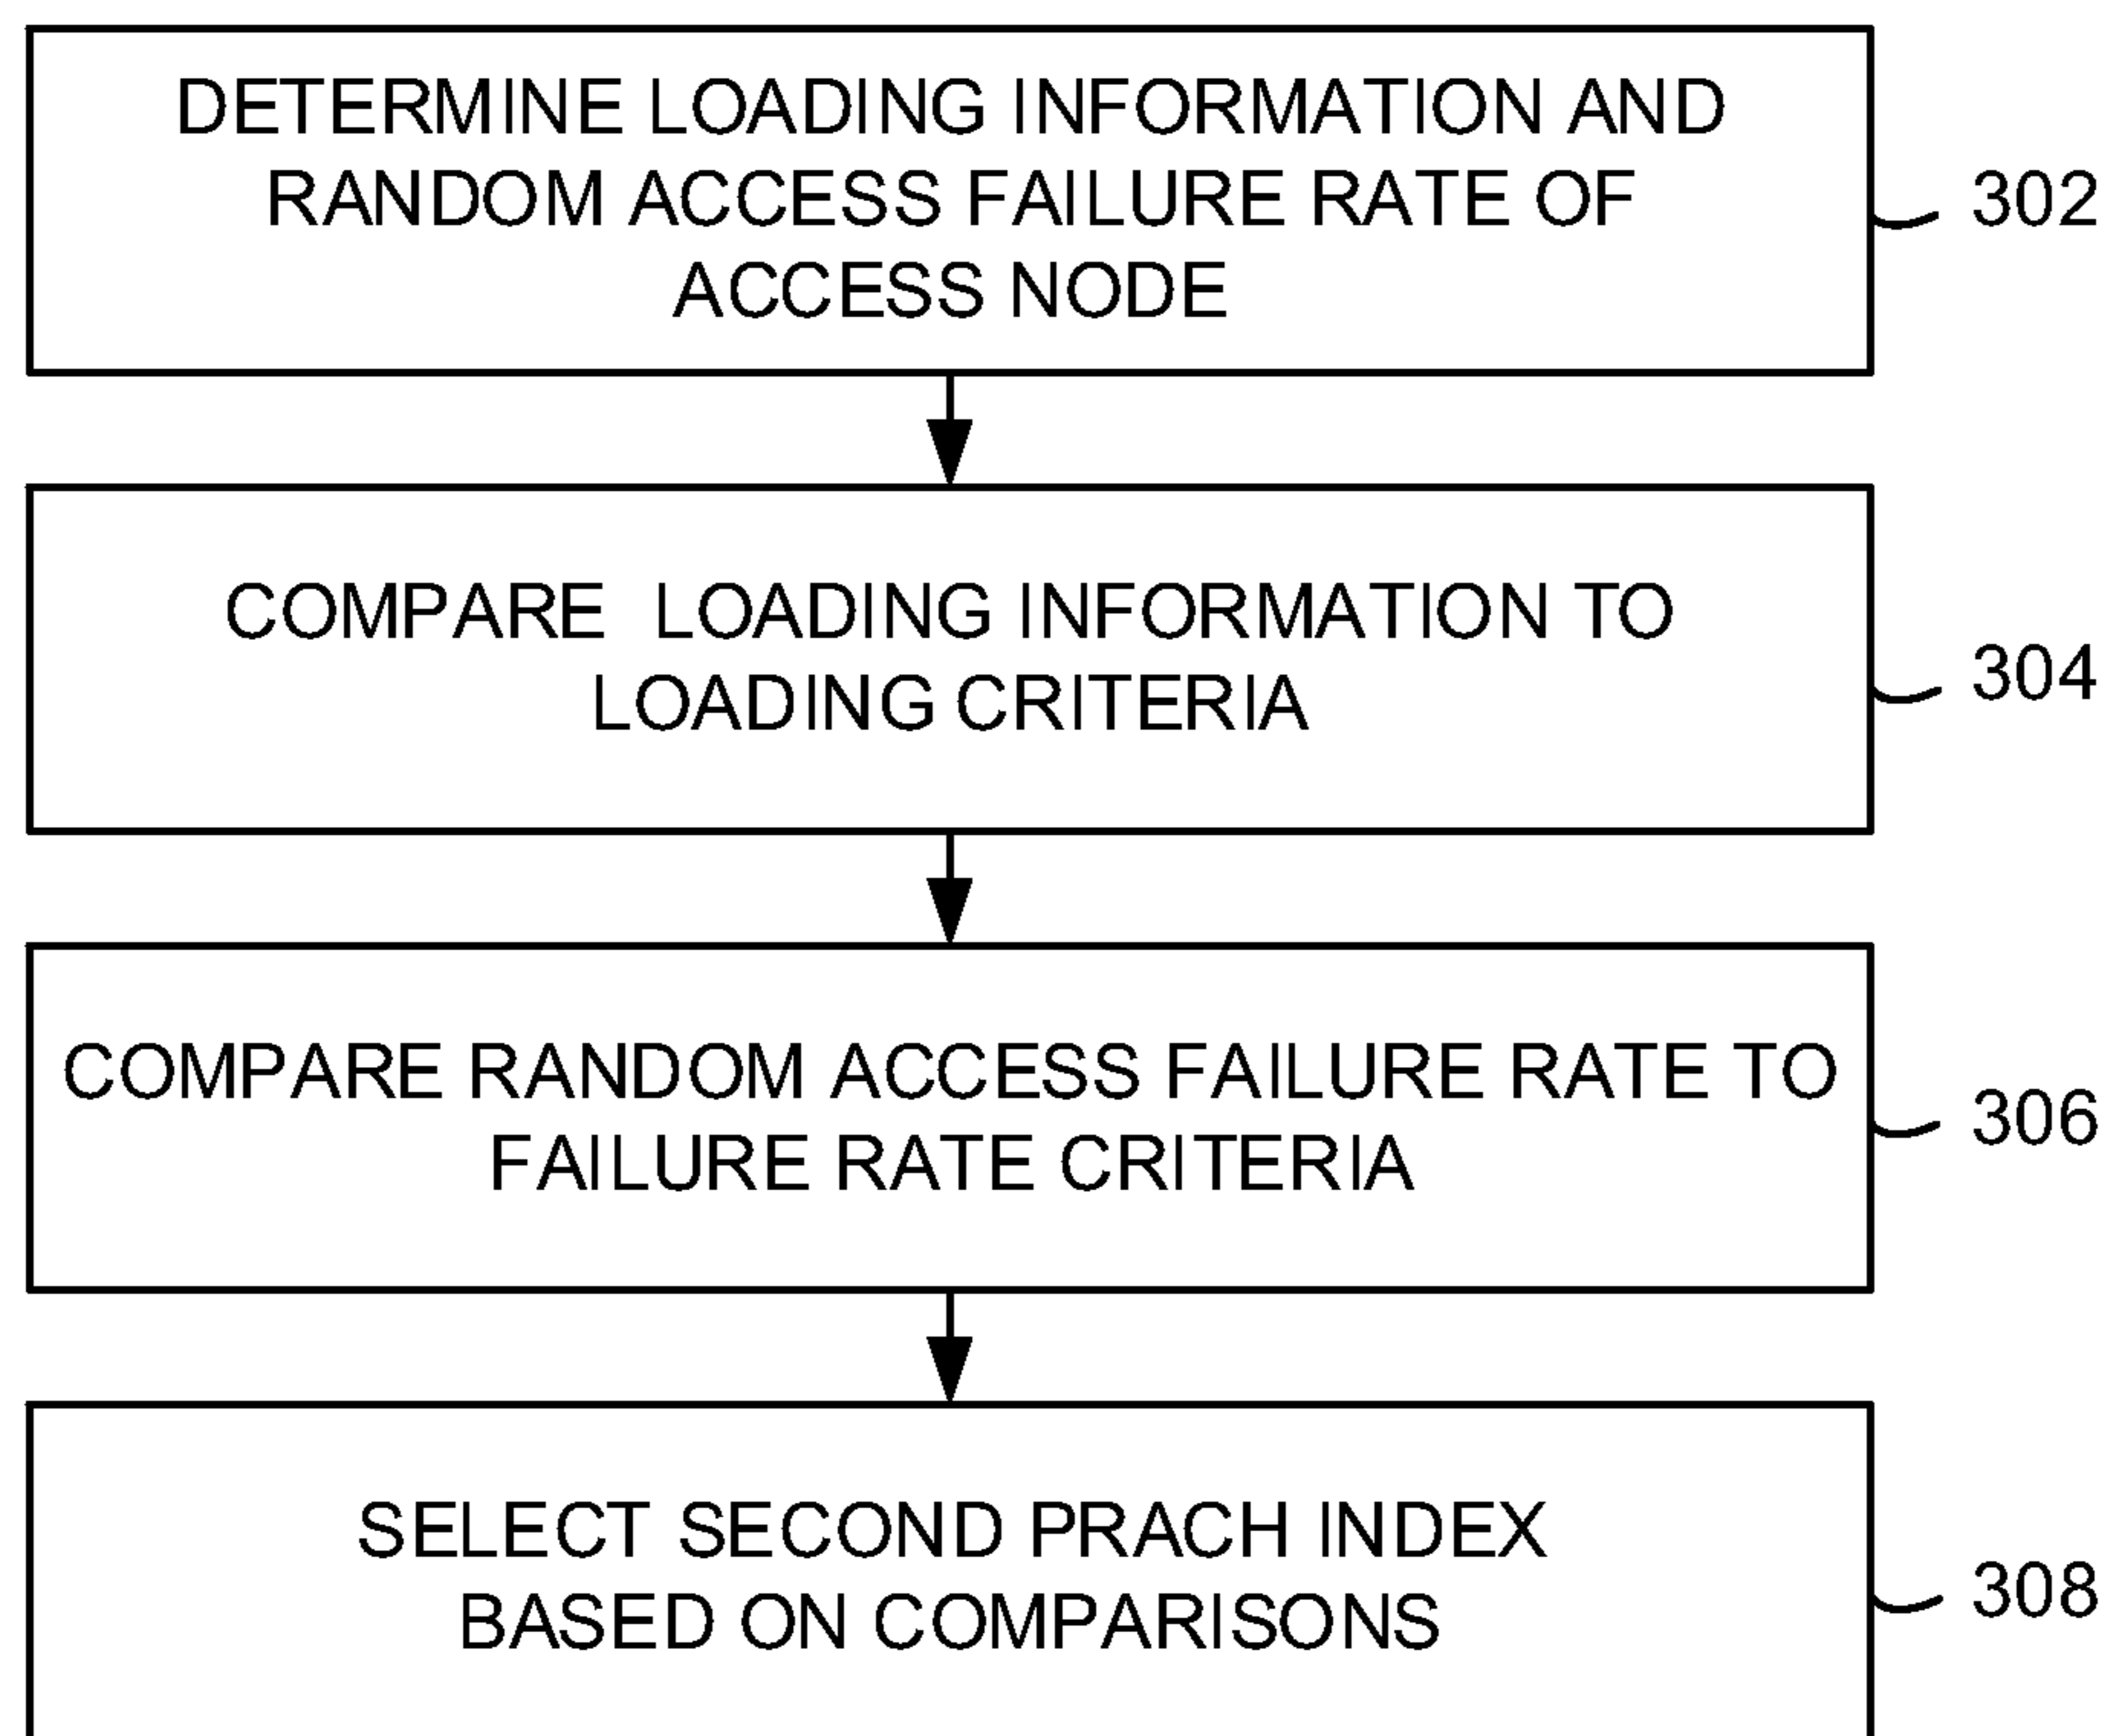 DETERMINE LOADING INFORMATION AND
RANDOM ACCESS FAILURE RATE OF
ACCESS NODE
302
COMPARE LOADING INFORMATION TO
LOADING CRITERIA
304
COMPARE RANDOM ACCESS FAILURE RATE TO
FAILURE RATE CRITERIA
306
SELECT SECOND PRACH INDEX
BASED ON COMPARISONS
308